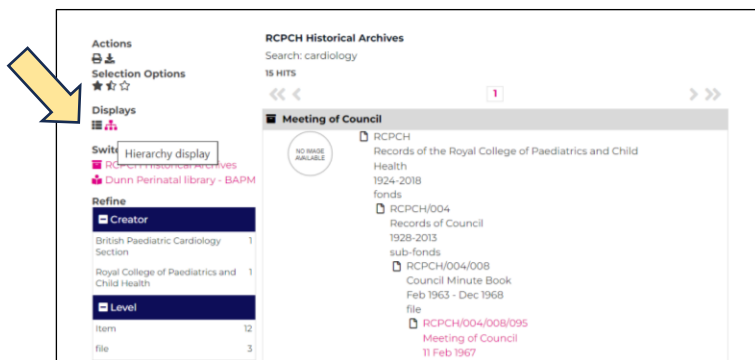 Actions
Selection Options
Displays
Hierarchy display
RCPCH Historical Archives
Dunn Perinatal library - BAPM
Refine
Creator
British Paediatric Cardiology 1
Section
Royal College of Paediatrics and 1
Child Health
Level
Item 12
file 3
RCPCH Historical Archives
Search: cardiology
15 HITS
1
Meeting of Council
NO IMAGE
AVAILABLE
RCPCH
Records of the Royal College of Paediatrics and Child
Health
1924-2018
fonds
RCPCH/004
Records of Council
1928-2013
sub-fonds
RCPCH/004/008
Council Minute Book
Feb 1963 - Dec 1968
file
RCPCH/004/008/095
Meeting of Council
11 Feb 1967